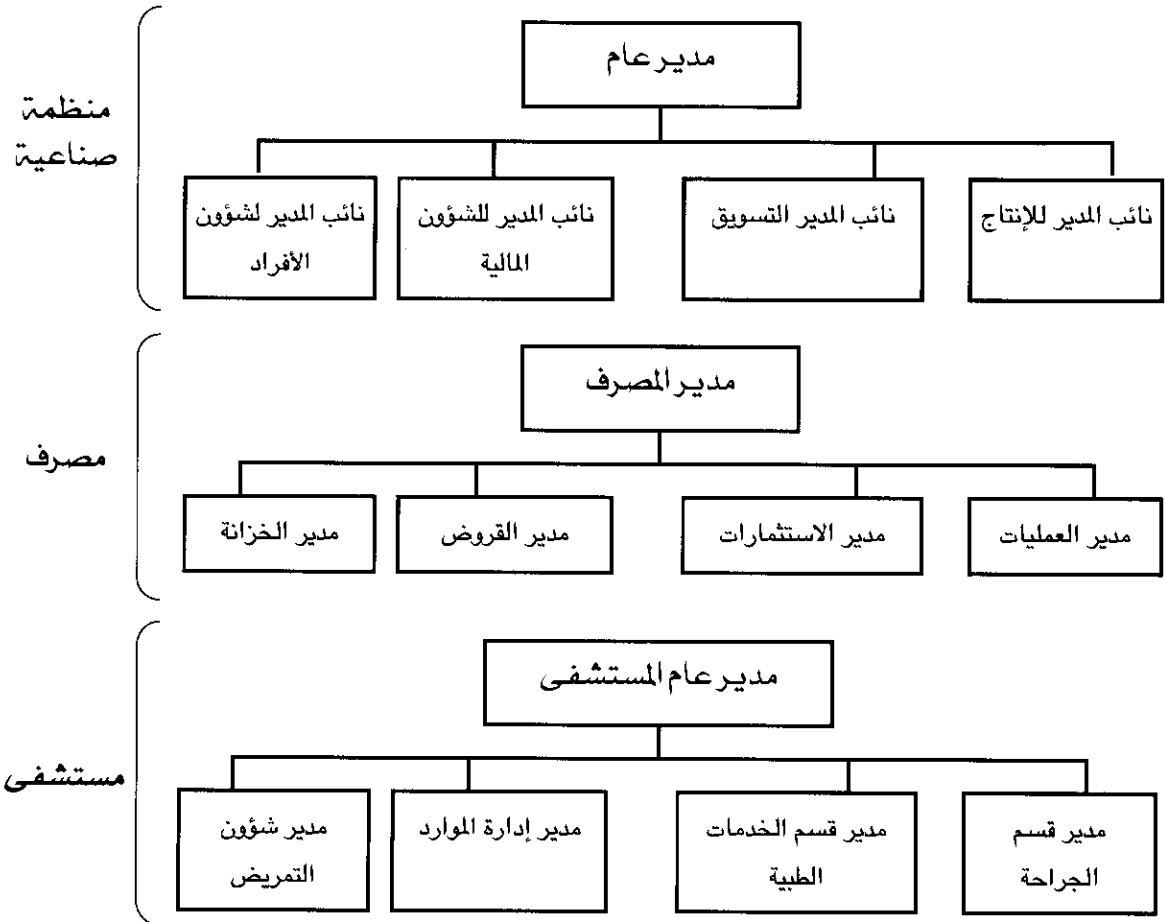 منظمة
صناعية
مدير عام
نائب المدير للإنتاج
نائب المدير التسويق
نائب المدير للشؤون
المالية
نائب المدير لشؤون
الأفراد
مصرف
مدير المصرف
مدير العمليات
مدير الاستثمارات
مدير القروض
مدير الخزانة
مستشفى
مدير عام المستشفى
مدير قسم
الجراحة
مدير قسم الخدمات
الطبية
مدير إدارة الموارد
مدير شؤون
التمريض